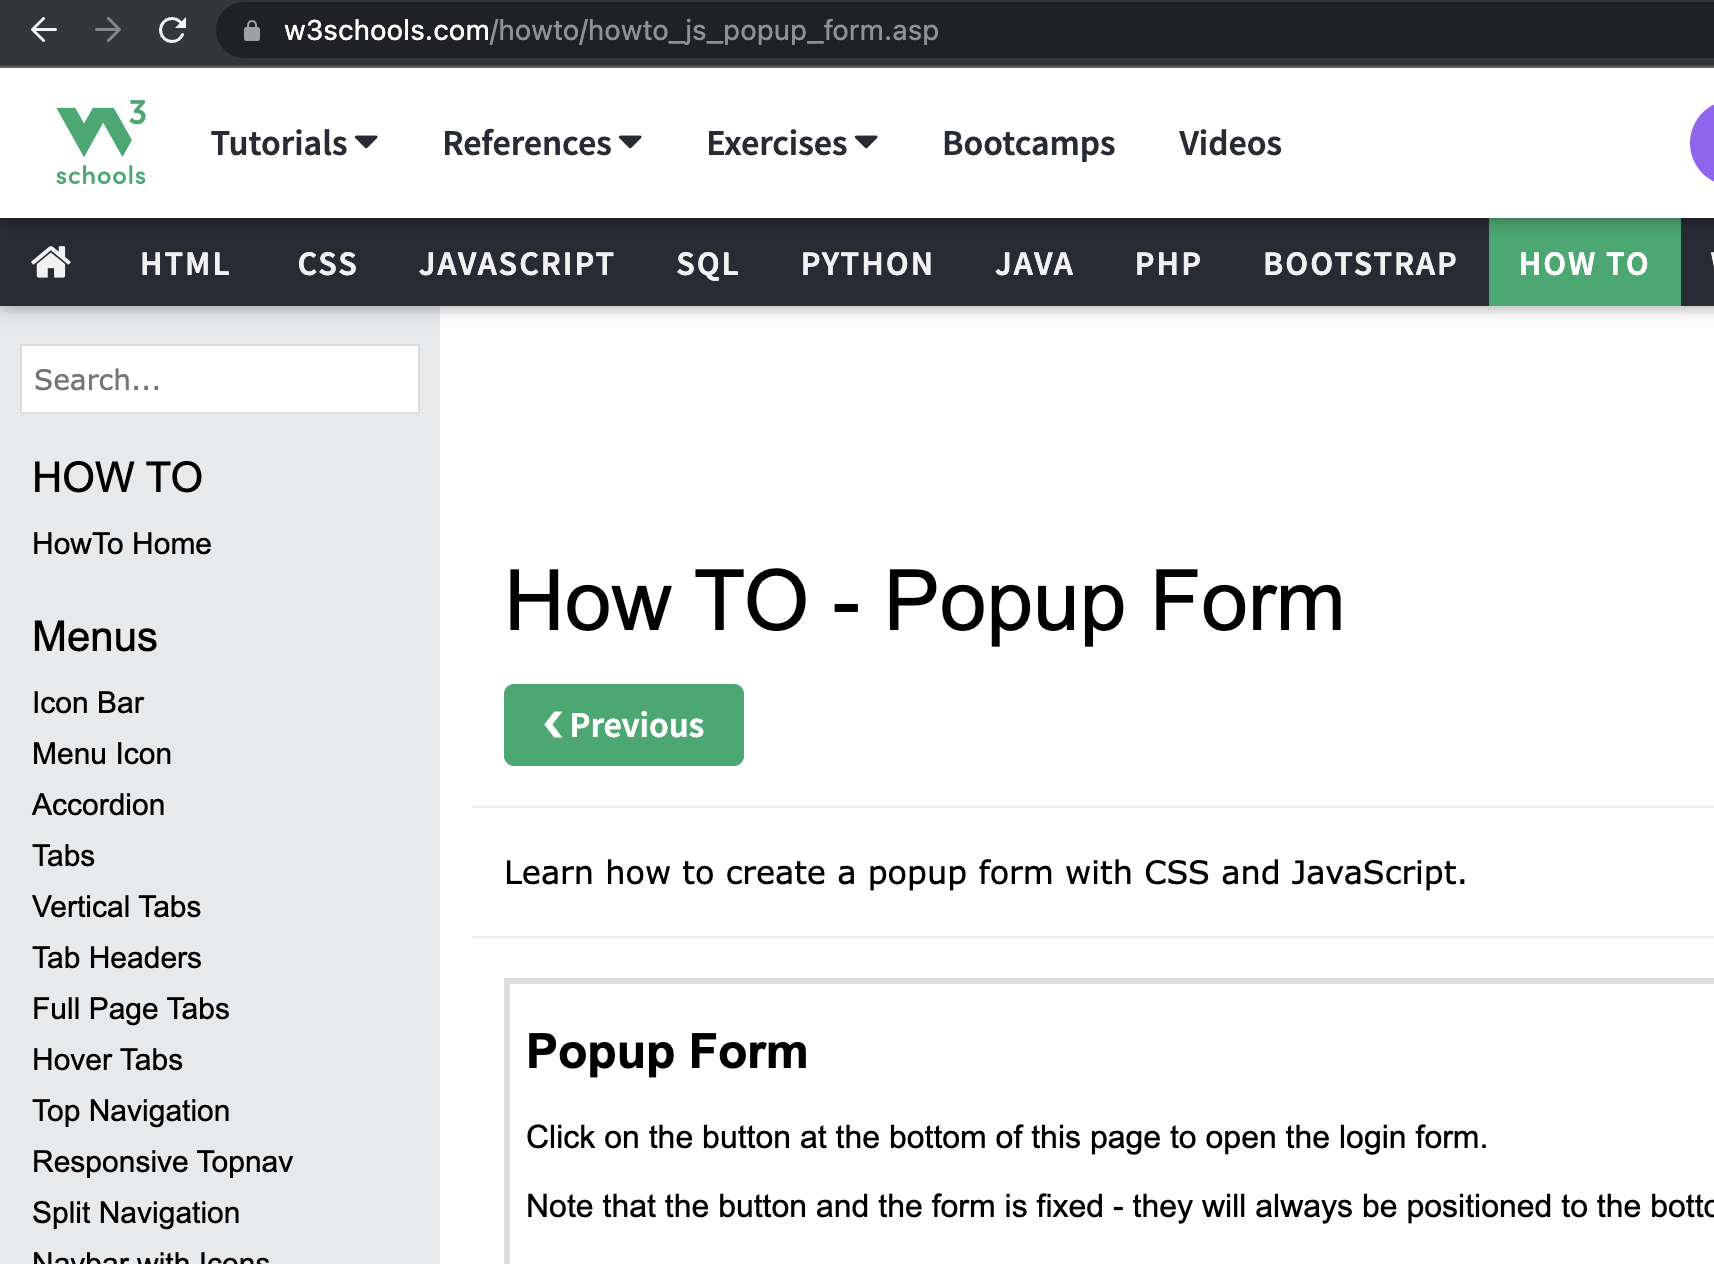 w3schools.com/howto/howto_js_popup_form.asp
W3 schools
Tutorials References Exercises Bootcamps Videos
HTML CSS JAVASCRIPT SQL PYTHON JAVA PHP BOOTSTRAP HOW TO
Search...
HOW TO
HowTo Home
Menus
Icon Bar
Menu Icon
Accordion
Tabs
Vertical Tabs
Tab Headers
Full Page Tabs
Hover Tabs
Top Navigation
Responsive Topnav
Split Navigation
Navbar with Icons
How TO - Popup Form
❮ Previous
Learn how to create a popup form with CSS and JavaScript.
Popup Form
Click on the button at the bottom of this page to open the login form.
Note that the button and the form is fixed - they will always be positioned to the